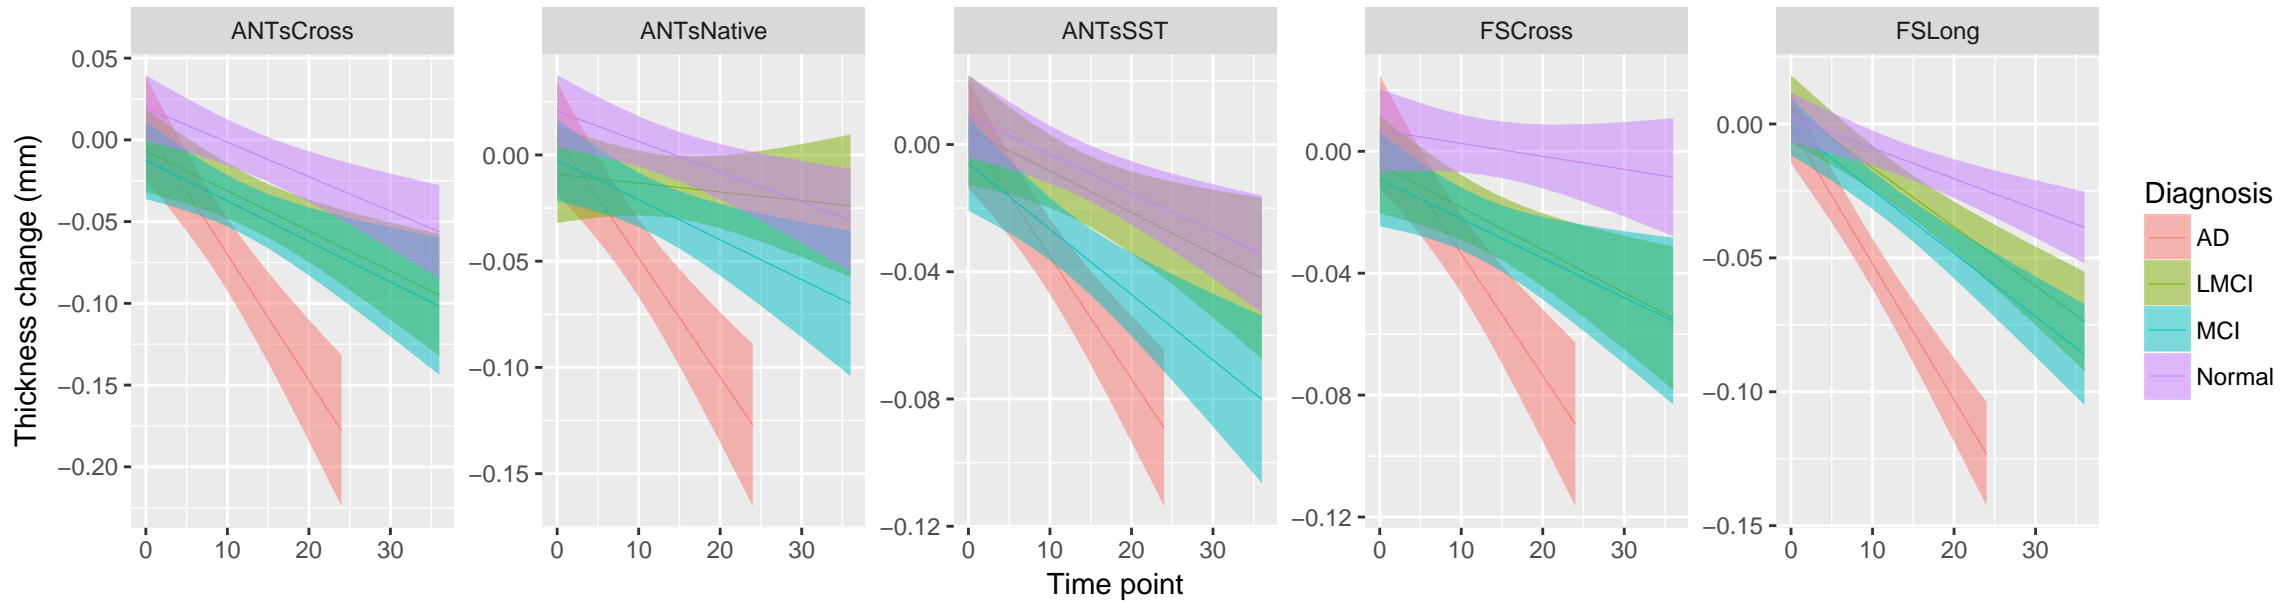 ANTsCross ANTsNative ANTsSST FSCross FSLong
Thickness change (mm)
0.05
0.00
−0.05
−0.10
−0.15
−0.20
0 10 20 30
0.00
−0.05
−0.10
−0.15
0 10 20 30
0.00
−0.04
−0.08
−0.12
0 10 20 30
0.00
−0.04
−0.08
−0.12
0 10 20 30
0.00
−0.05
−0.10
−0.15
0 10 20 30
Time point
Diagnosis
AD
LMCI
MCI
Normal